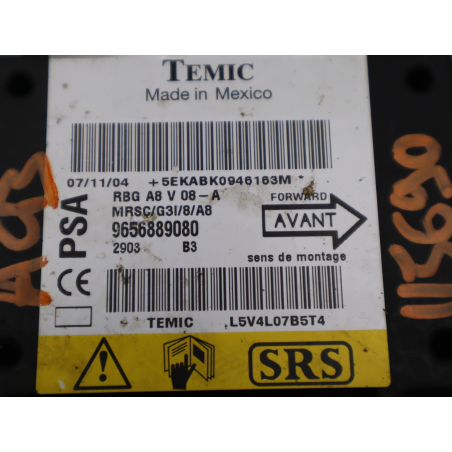 TEMIC
Made in Mexico
07/11/04 +5EKABK0946163M *
RBG A8 V 08-A
MRSC/G3I/8/A8
9656889080
2903 B3
FORWARD
AVANT
sens de montage
PSA
CE
TEMIC .L5V4L07B5T4
SRS
115690